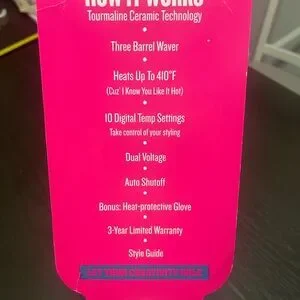 HOW IT WORKS
Tourmaline Ceramic Technology
Three Barrel Waver
Heats Up To 410°F
(Cuz' I Know You Like It Hot)
10 Digital Temp Settings
Take control of your styling
Dual Voltage
Auto Shutoff
Bonus: Heat-protective Glove
3-Year Limited Warranty
Style Guide